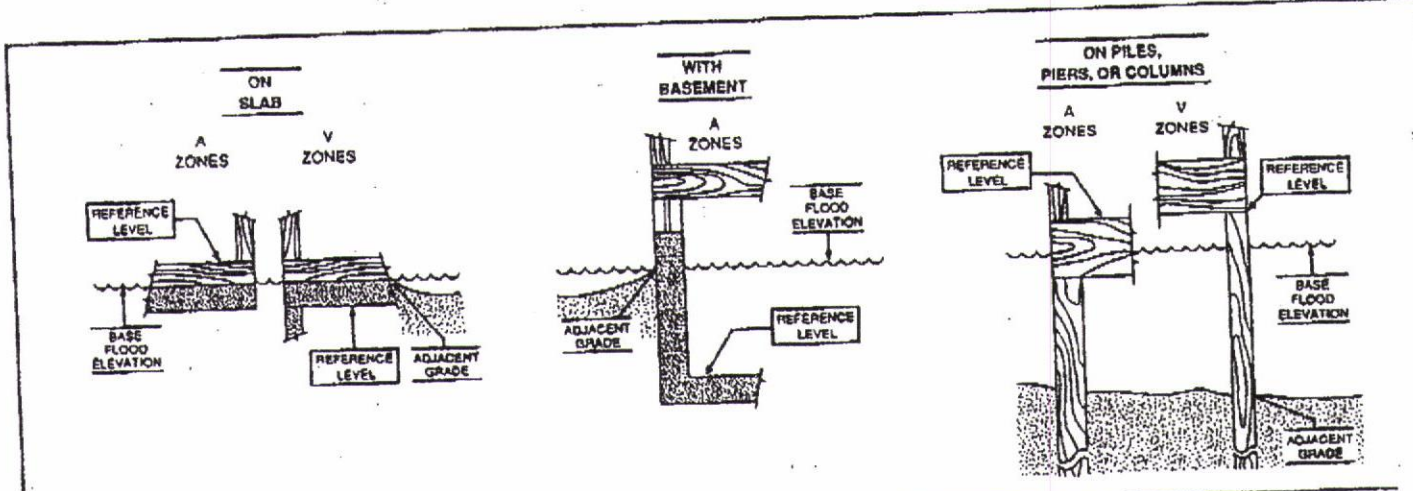 ON
SLAB
A
ZONES
V
ZONES
REFERENCE
LEVEL
BASE
FLOOD
ELEVATION
REFERENCE
LEVEL
ADJACENT
GRADE
WITH
BASEMENT
A
ZONES
BASE
FLOOD
ELEVATION
ADJACENT
GRADE
REFERENCE
LEVEL
ON PILES,
PIERS, OR COLUMNS
A
ZONES
V
ZONES
REFERENCE
LEVEL
REFERENCE
LEVEL
BASE
FLOOD
ELEVATION
ADJACENT
GRADE